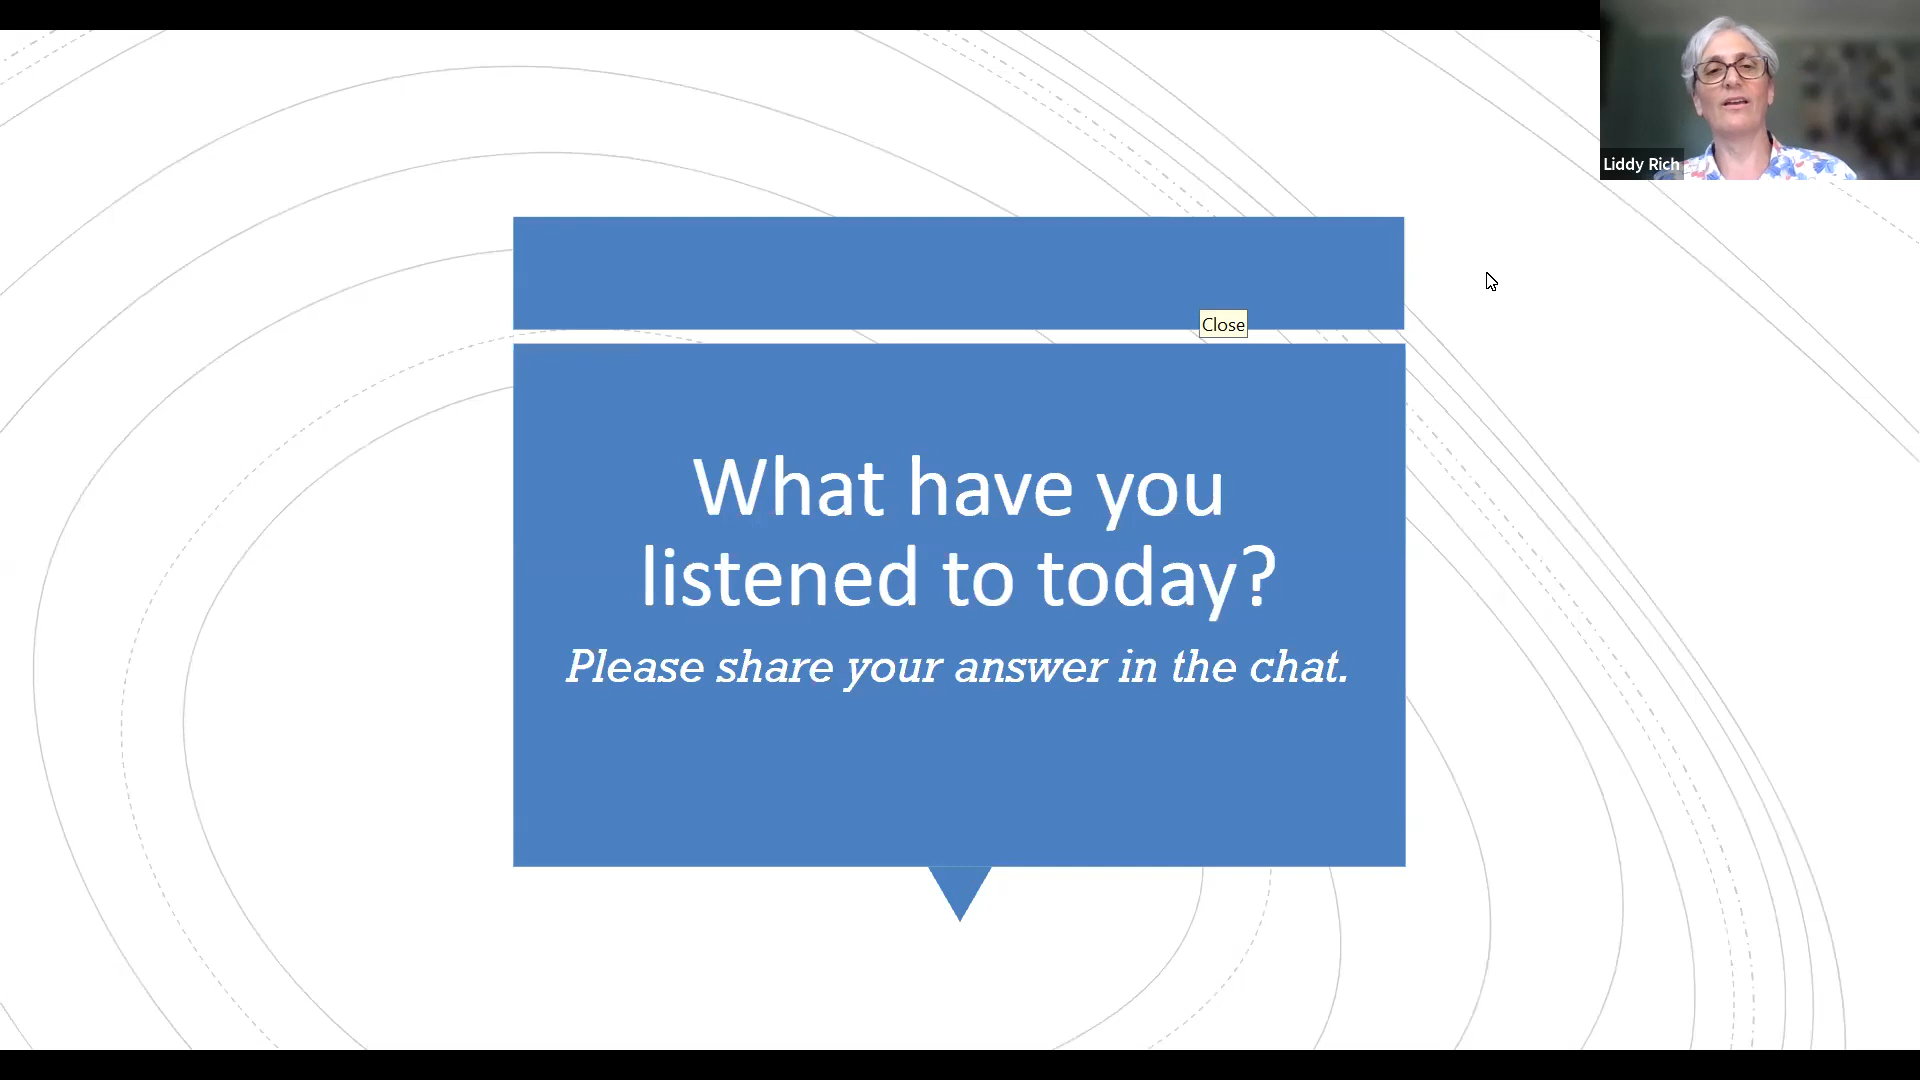 Liddy Rich
Close
What have you
listened to today?
Please share your answer in the chat.